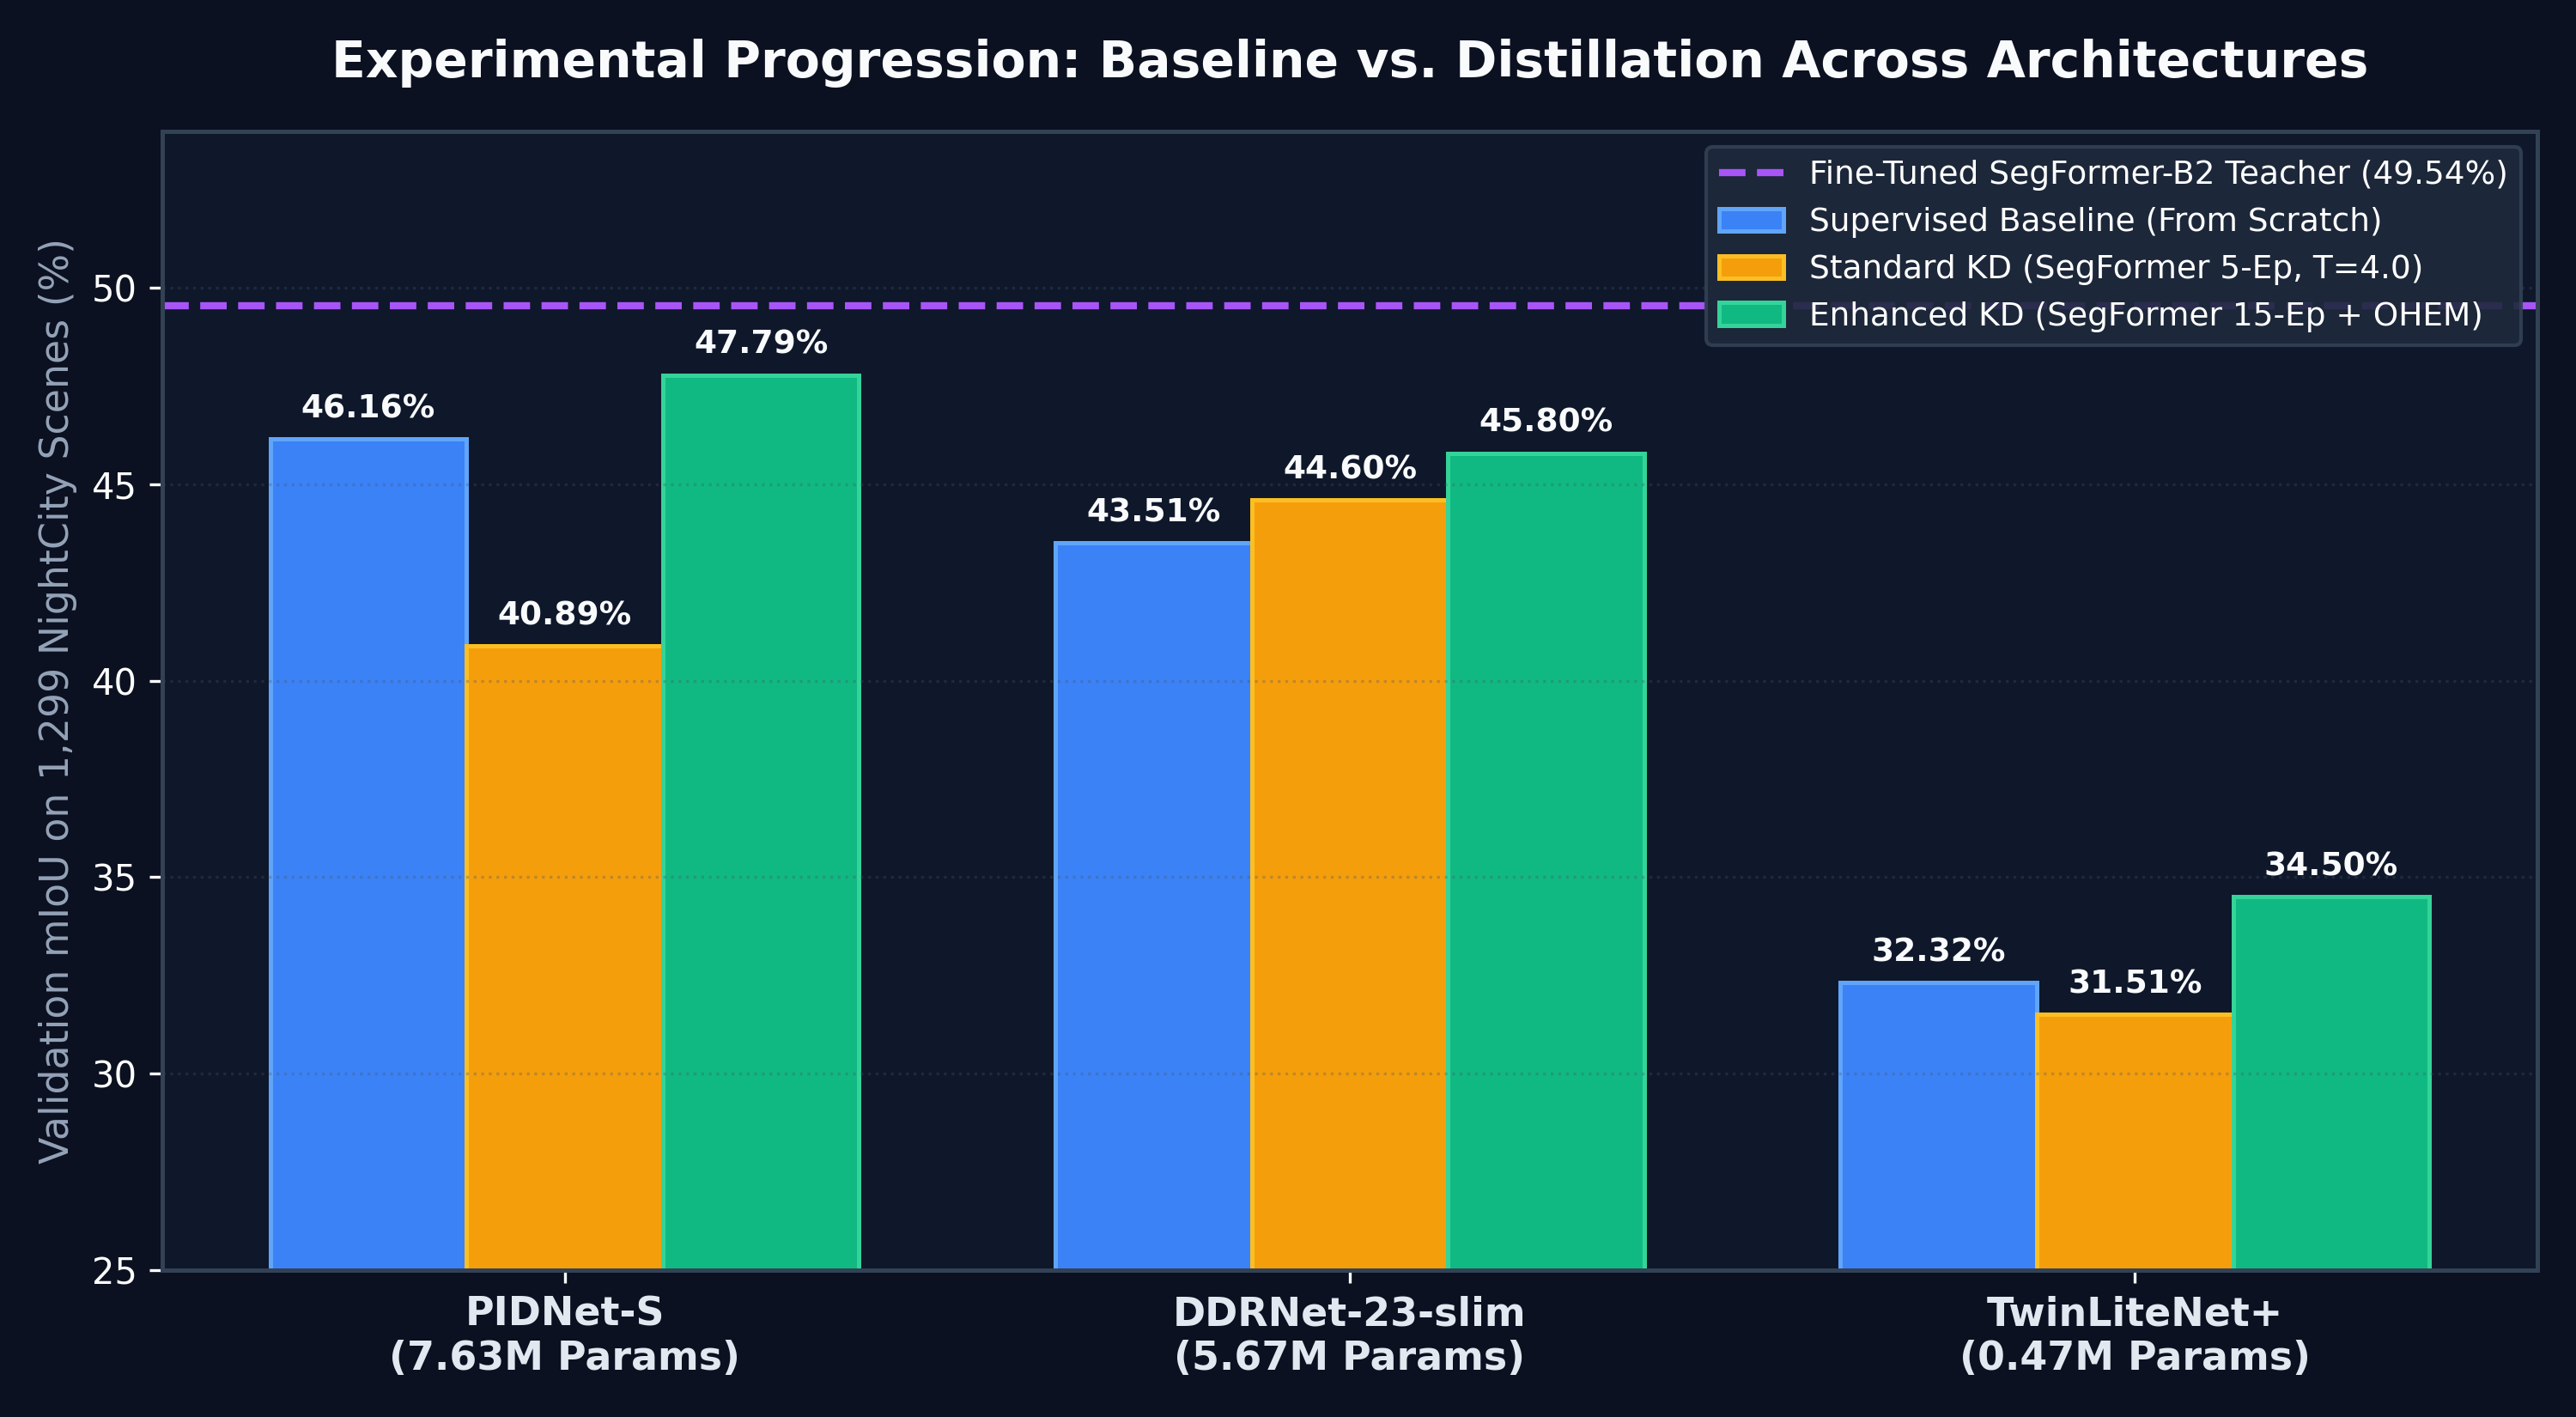 Experimental Progression: Baseline vs. Distillation Across Architectures
Validation mIoU on 1,299 NightCity Scenes (%)
50
45
40
35
30
25
Fine-Tuned SegFormer-B2 Teacher (49.54%)
Supervised Baseline (From Scratch)
Standard KD (SegFormer 5-Ep, T=4.0)
Enhanced KD (SegFormer 15-Ep + OHEM)
46.16%
40.89%
47.79%
43.51%
44.60%
45.80%
32.32%
31.51%
34.50%
PIDNet-S
(7.63M Params)
DDRNet-23-slim
(5.67M Params)
TwinLiteNet+
(0.47M Params)